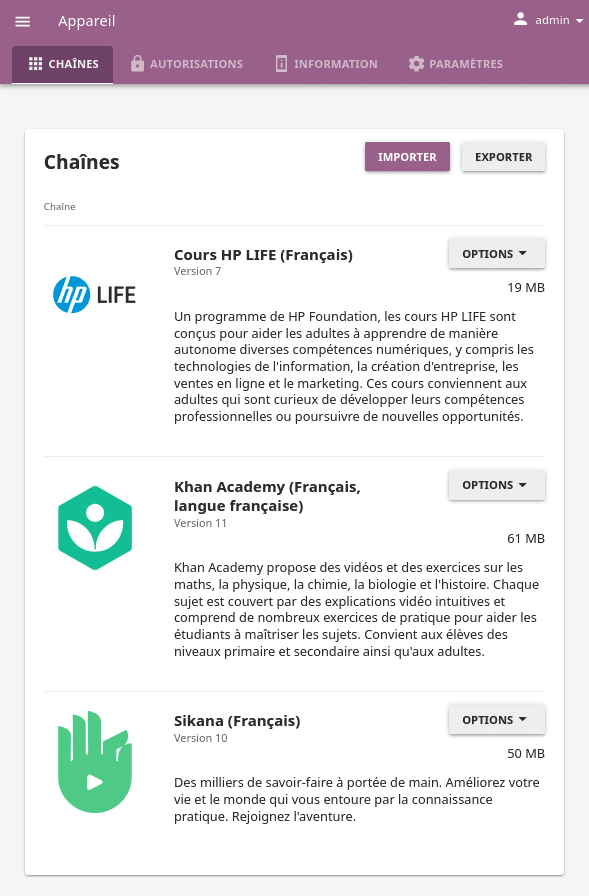 Appareil
admin
CHAÎNES
AUTORISATIONS
INFORMATION
PARAMÈTRES
Chaînes
IMPORTER
EXPORTER
Chaîne
hp LIFE
Cours HP LIFE (Français)
OPTIONS
Version 7
19 MB
Un programme de HP Foundation, les cours HP LIFE sont
conçus pour aider les adultes à apprendre de manière
autonome diverses compétences numériques, y compris les
technologies de l'information, la création d'entreprise, les
ventes en ligne et le marketing. Ces cours conviennent aux
adultes qui sont curieux de développer leurs compétences
professionnelles ou poursuivre de nouvelles opportunités.
Khan Academy (Français,
langue française)
OPTIONS
Version 11
61 MB
Khan Academy propose des vidéos et des exercices sur les
maths, la physique, la chimie, la biologie et l'histoire. Chaque
sujet est couvert par des explications vidéo intuitives et
comprend de nombreux exercices de pratique pour aider les
étudiants à maîtriser les sujets. Convient aux élèves des
niveaux primaire et secondaire ainsi qu'aux adultes.
Sikana (Français)
OPTIONS
Version 10
50 MB
Des milliers de savoir-faire à portée de main. Améliorez votre
vie et le monde qui vous entoure par la connaissance
pratique. Rejoignez l'aventure.